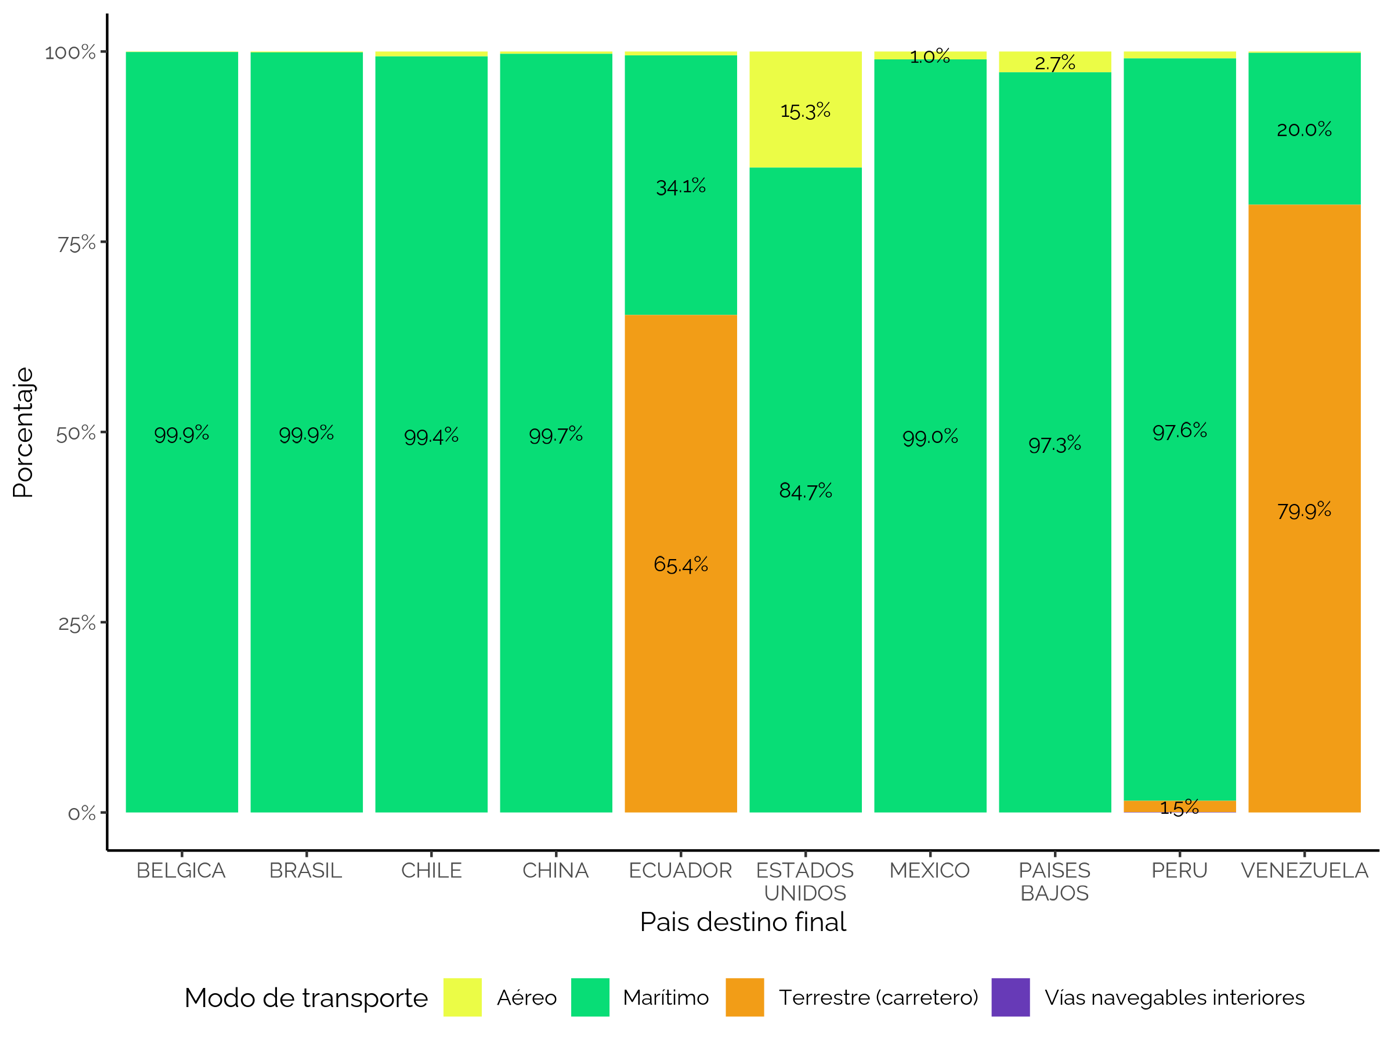 100%
75%
50%
25%
0%
Porcentaje
99.9%
99.9%
99.4%
99.7%
34.1%
65.4%
15.3%
84.7%
1.0%
99.0%
2.7%
97.3%
97.6%
1.5%
20.0%
79.9%
BELGICA
BRASIL
CHILE
CHINA
ECUADOR
ESTADOS
UNIDOS
MEXICO
PAISES
BAJOS
PERU
VENEZUELA
Pais destino final
Modo de transporte
Aéreo
Marítimo
Terrestre (carretero)
Vías navegables interiores